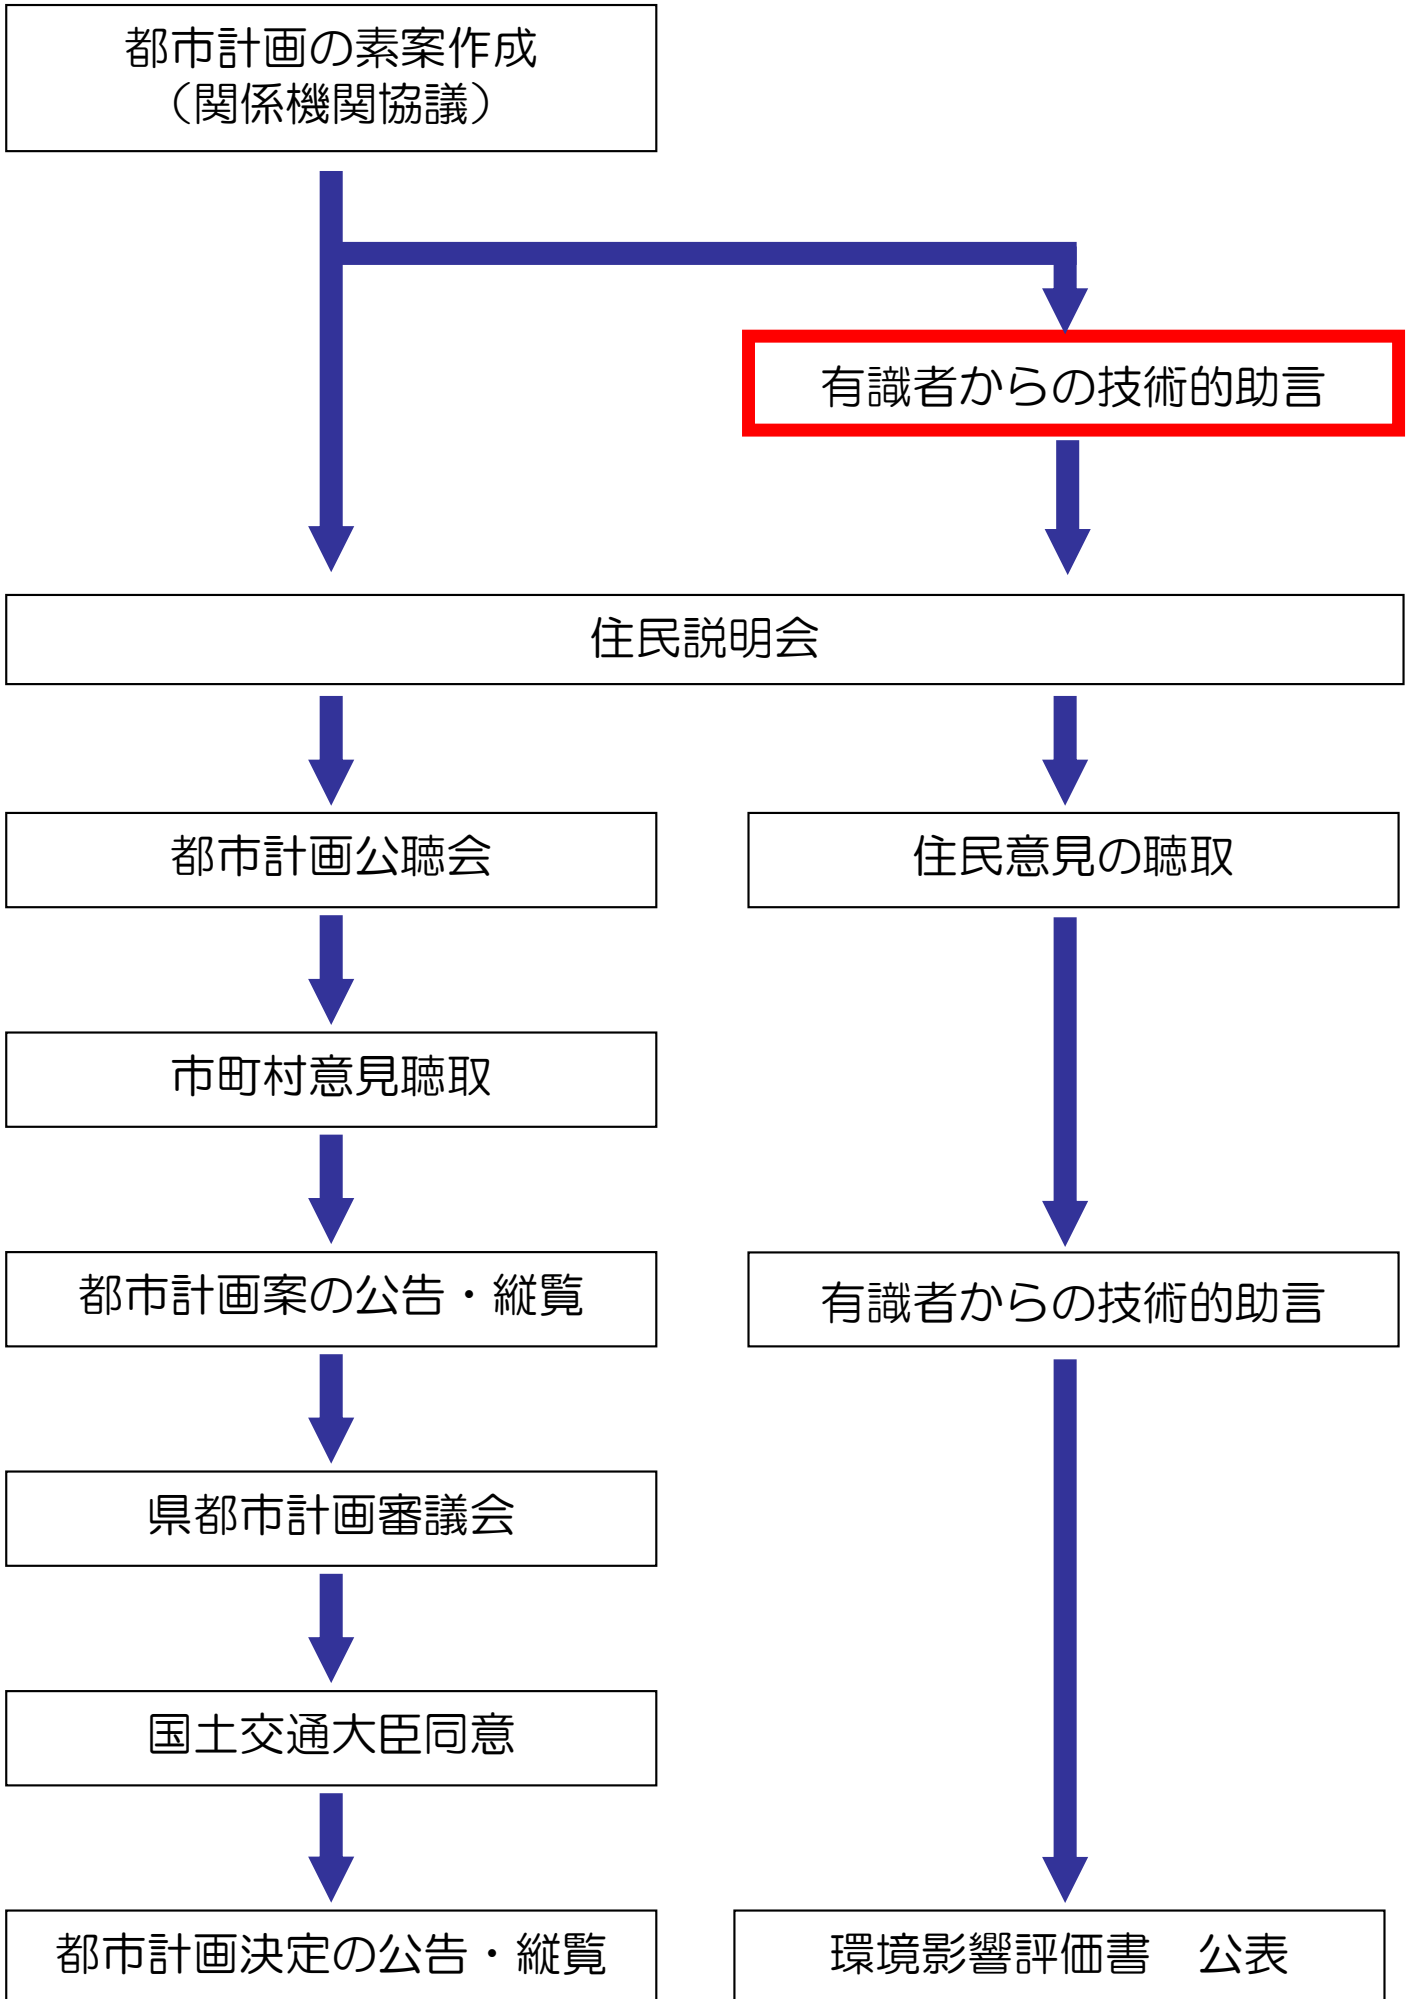 都市計画の素案作成
（関係機関協議）
有識者からの技術的助言
住民説明会
都市計画公聴会
住民意見の聴取
市町村意見聴取
都市計画案の公告・縦覧
有識者からの技術的助言
県都市計画審議会
国土交通大臣同意
都市計画決定の公告・縦覧
環境影響評価書　公表